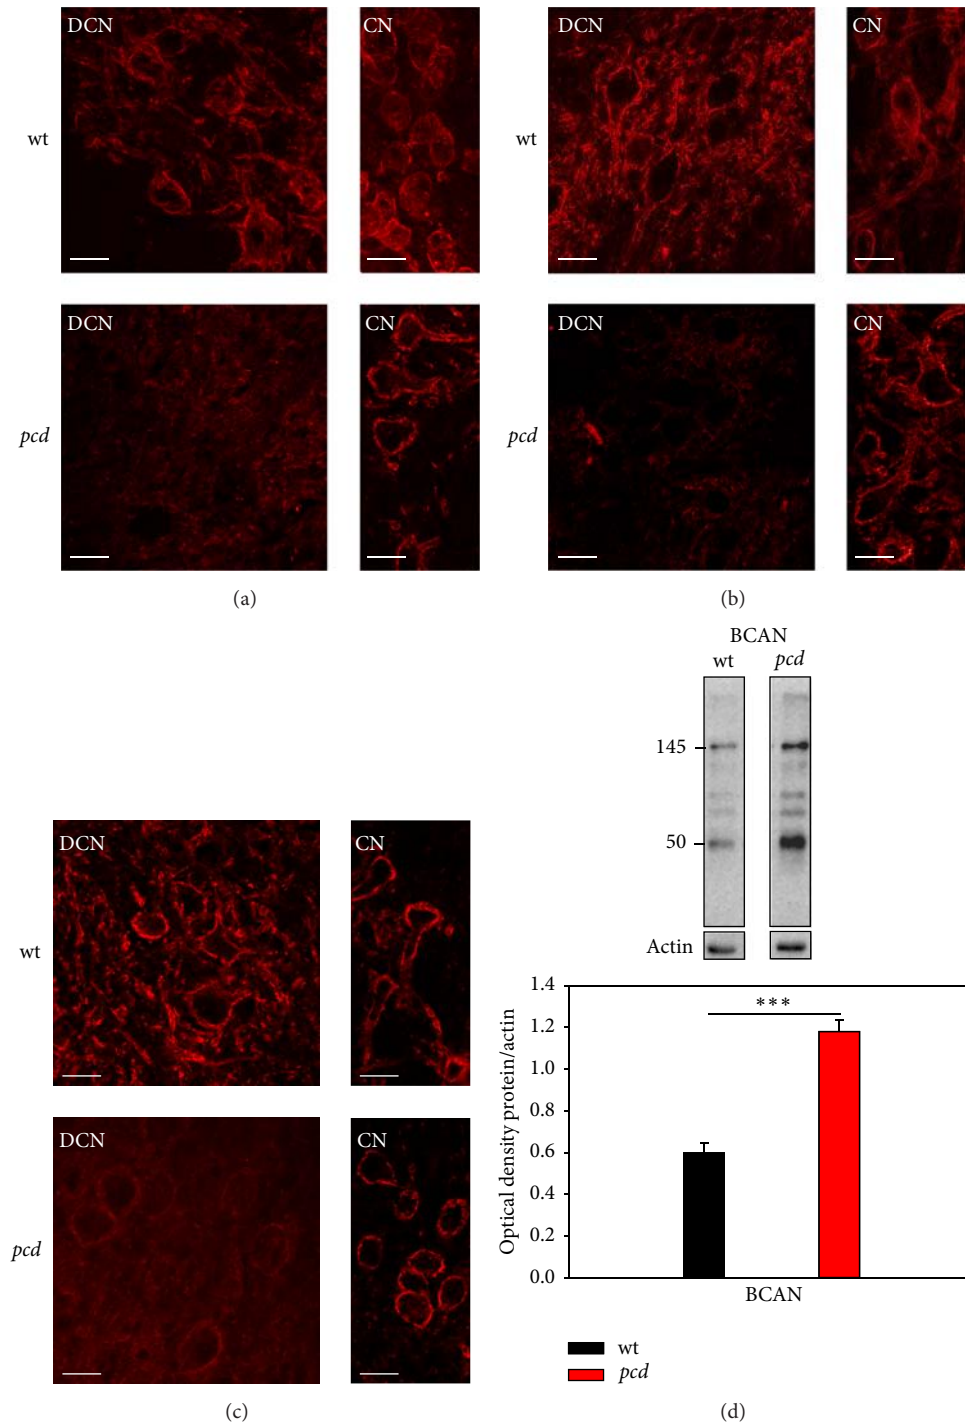 DCN CN DCN CN
wt wt
DCN CN DCN CN
pcd pcd
(a) (b)
BCAN
wt pcd
145
50
Actin
DCN CN
wt
DCN CN
pcd
(c)
1.4
1.2
1.0
0.8
0.6
0.4
0.2
0.0
Optical density protein/actin
***
BCAN
wt
pcd
(d)